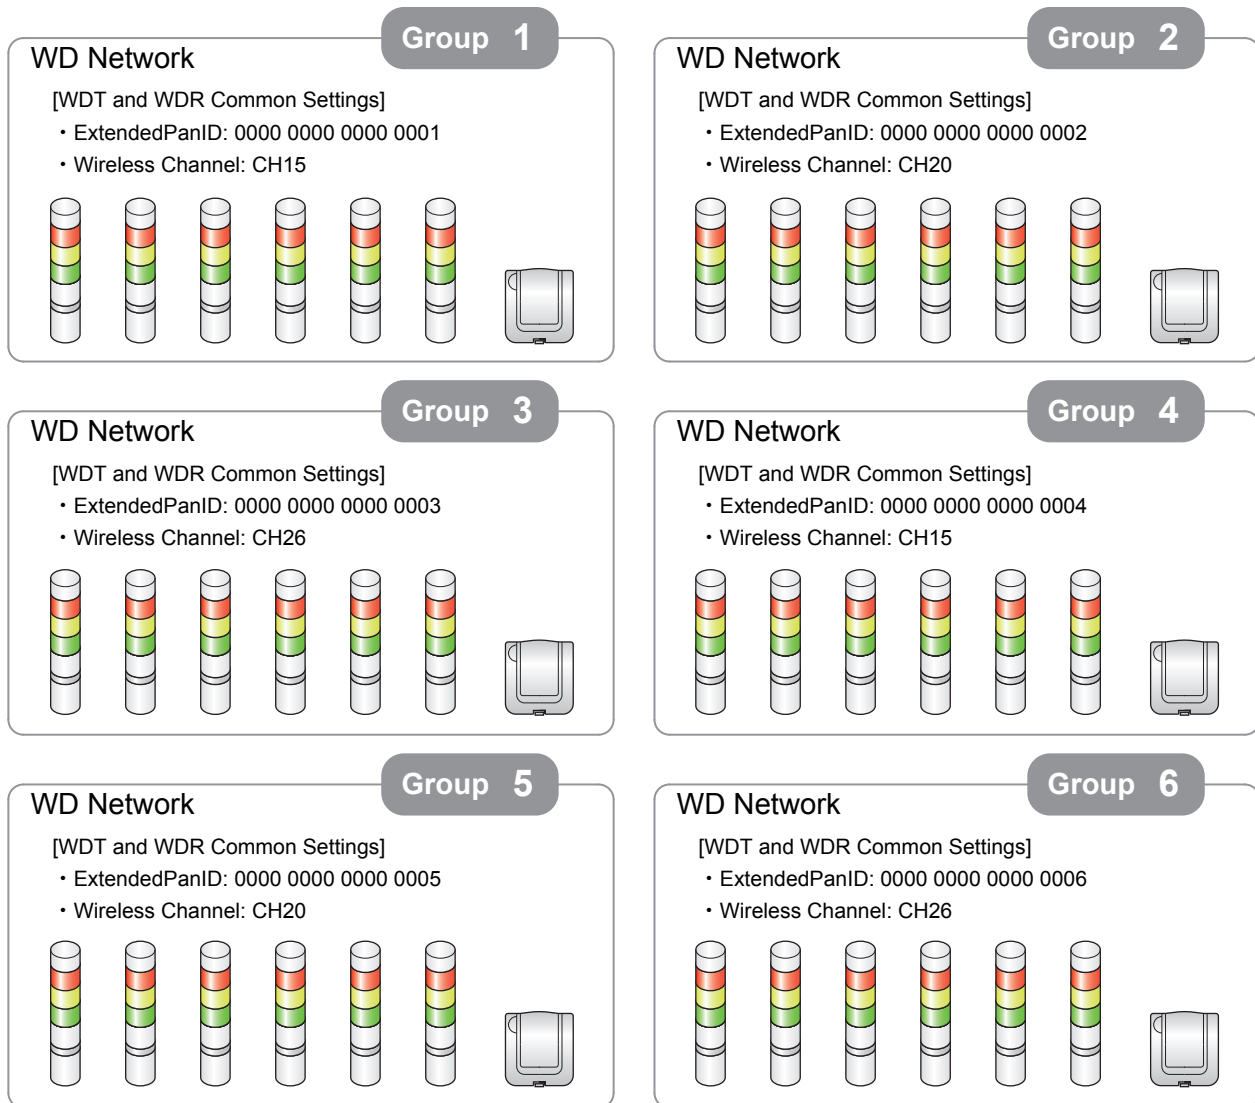 Group 1
WD Network
[WDT and WDR Common Settings]
・ExtendedPanID: 0000 0000 0000 0001
・Wireless Channel: CH15
Group 2
WD Network
[WDT and WDR Common Settings]
・ExtendedPanID: 0000 0000 0000 0002
・Wireless Channel: CH20
Group 3
WD Network
[WDT and WDR Common Settings]
・ExtendedPanID: 0000 0000 0000 0003
・Wireless Channel: CH26
Group 4
WD Network
[WDT and WDR Common Settings]
・ExtendedPanID: 0000 0000 0000 0004
・Wireless Channel: CH15
Group 5
WD Network
[WDT and WDR Common Settings]
・ExtendedPanID: 0000 0000 0000 0005
・Wireless Channel: CH20
Group 6
WD Network
[WDT and WDR Common Settings]
・ExtendedPanID: 0000 0000 0000 0006
・Wireless Channel: CH26